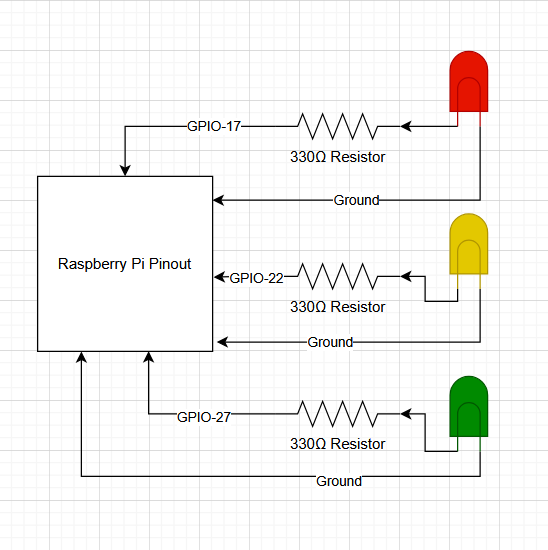 GPIO-17
330Ω Resistor
Ground
Raspberry Pi Pinout
GPIO-22
330Ω Resistor
Ground
GPIO-27
330Ω Resistor
Ground